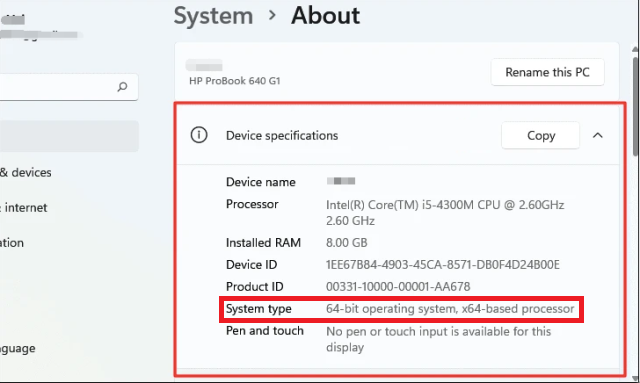 System > About
HP ProBook 640 G1
Rename this PC
Device specifications
Copy
& devices
internet
ation
nguage
Device name
Processor Intel(R) Core(TM) i5-4300M CPU @ 2.60GHz
2.60 GHz
Installed RAM 8.00 GB
Device ID 1EE67B84-4903-45CA-8571-DB0F4D24B00E
Product ID 00331-10000-00001-AA678
System type 64-bit operating system, x64-based processor
Pen and touch No pen or touch input is available for this
display